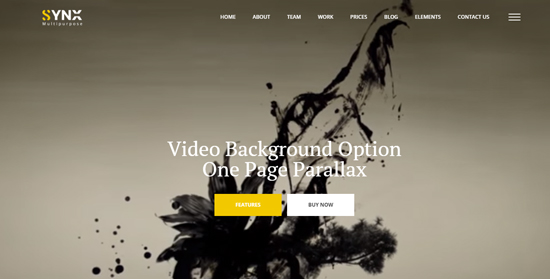 SYNX
Multipurpose
HOME ABOUT TEAM WORK PRICES BLOG ELEMENTS CONTACT US
Video Background Option
One Page Parallax
FEATURES BUY NOW